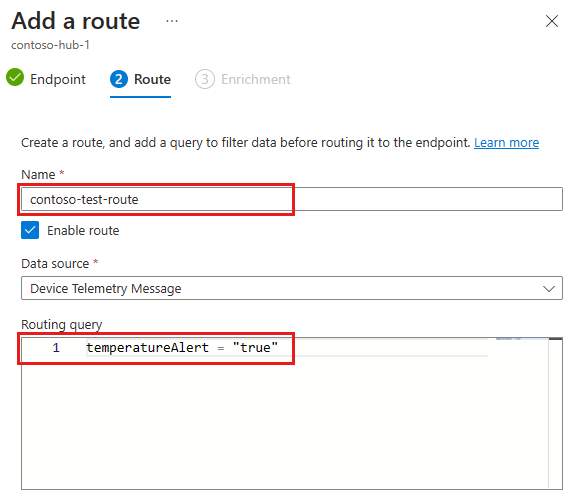 Add a route ...
contoso-hub-1
Endpoint 2 Route 3 Enrichment
Create a route, and add a query to filter data before routing it to the endpoint. Learn more
Name *
contoso-test-route
Enable route
Data source *
Device Telemetry Message
Routing query
1 temperatureAlert = "true"